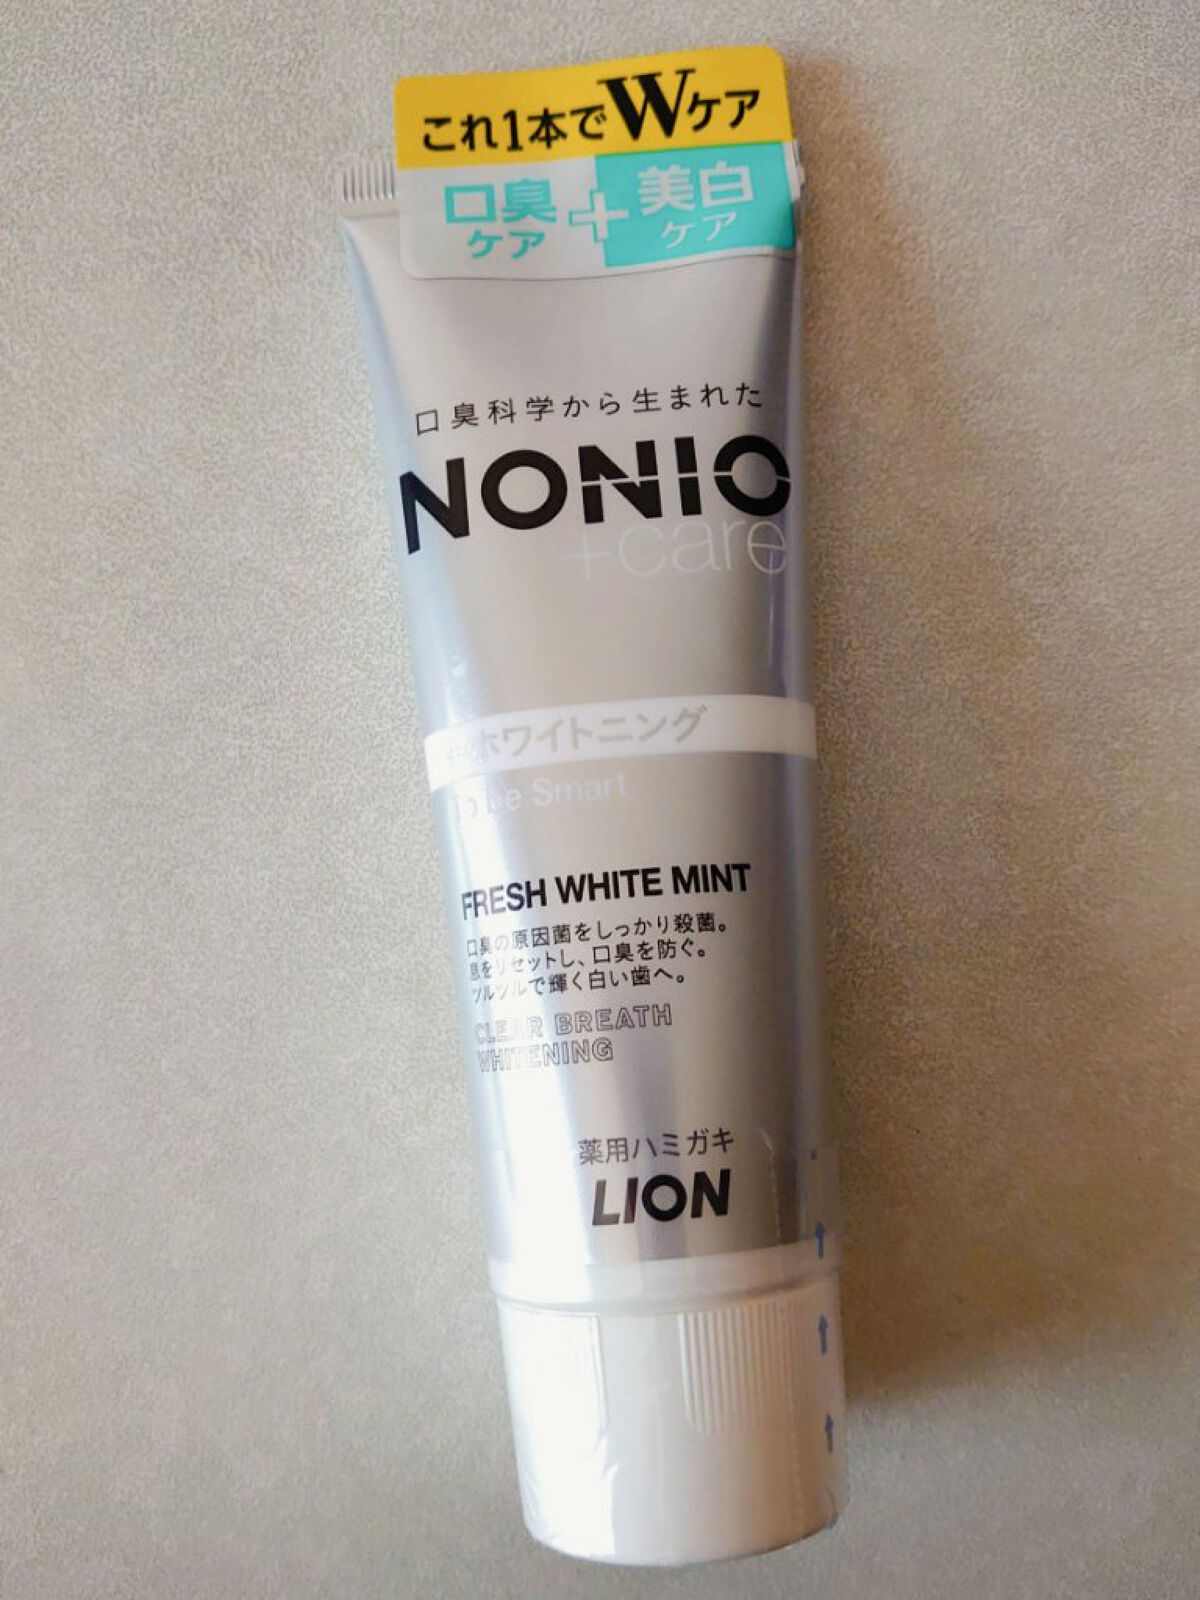 これ1本でWケア
口臭ケア+美白ケア
口臭科学から生まれた
NONIO
+care
+ホワイトニング
To be Smart
FRESH WHITE MINT
口臭の原因菌をしっかり殺菌。
息をリセットし、口臭を防ぐ。
ツルツルで輝く白い歯へ。
CLEAR BREATH
WHITENING
薬用ハミガキ
LION